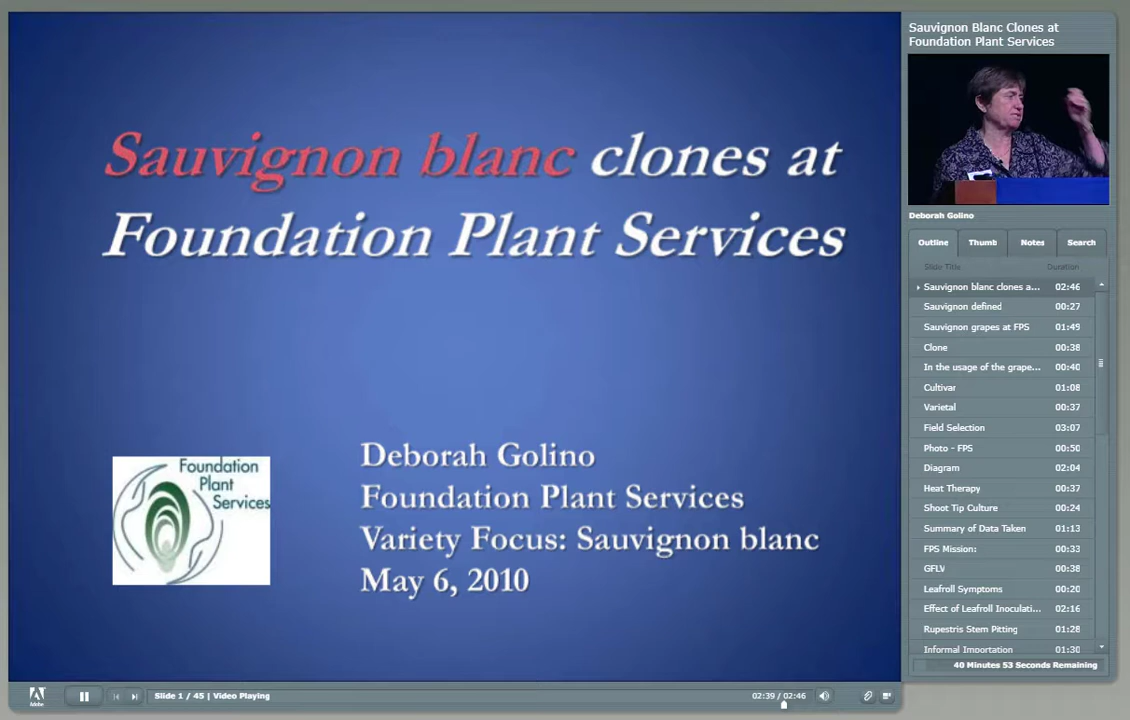 Sauvignon blanc clones at
Foundation Plant Services
Foundation
Plant
Services
Deborah Golino
Foundation Plant Services
Variety Focus: Sauvignon blanc
May 6, 2010
Sauvignon Blanc Clones at
Foundation Plant Services
Deborah Golino
Outline Thumb Notes Search
Slide Title Duration
Sauvignon blanc clones a... 02:46
Sauvignon defined 00:27
Sauvignon grapes at FPS 01:49
Clone 00:38
In the usage of the grape... 00:40
Cultivar 01:08
Varietal 00:37
Field Selection 03:07
Photo - FPS 00:50
Diagram 02:04
Heat Therapy 00:37
Shoot Tip Culture 00:24
Summary of Data Taken 01:13
FPS Mission: 00:33
GFLV 00:38
Leafroll Symptoms 00:20
Effect of Leafroll Inoculati... 02:16
Rupestris Stem Pitting 01:28
Informal Importation 01:30
40 Minutes 53 Seconds Remaining
Adobe
Slide 1 / 45 | Video Playing
02:39 / 02:46